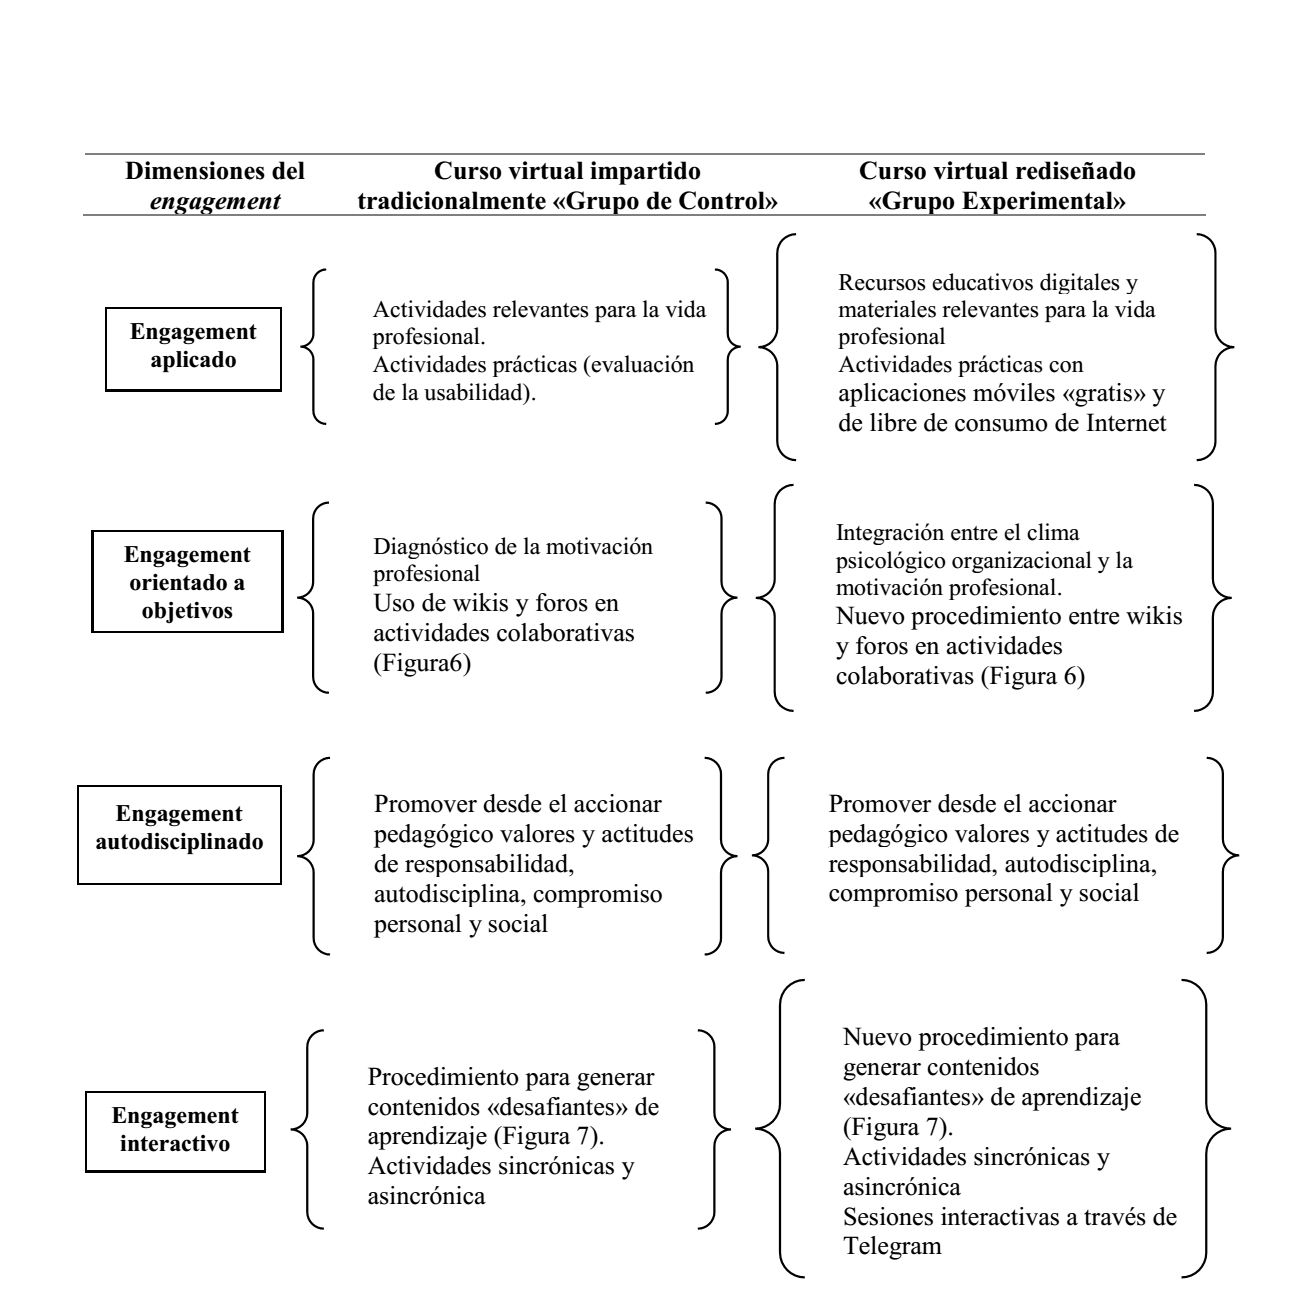 Dimensiones del
engagement
Curso virtual impartido
tradicionalmente «Grupo de Control»
Curso virtual rediseñado
«Grupo Experimental»
Engagement
aplicado
Actividades relevantes para la vida
profesional.
Actividades prácticas (evaluación
de la usabilidad).
Recursos educativos digitales y
materiales relevantes para la vida
profesional
Actividades prácticas con
aplicaciones móviles «gratis» y
de libre de consumo de Internet
Engagement
orientado a
objetivos
Diagnóstico de la motivación
profesional
Uso de wikis y foros en
actividades colaborativas
(Figura6)
Integración entre el clima
psicológico organizacional y la
motivación profesional.
Nuevo procedimiento entre wikis
y foros en actividades
colaborativas (Figura 6)
Engagement
autodisciplinado
Promover desde el accionar
pedagógico valores y actitudes
de responsabilidad,
autodisciplina, compromiso
personal y social
Promover desde el accionar
pedagógico valores y actitudes de
responsabilidad, autodisciplina,
compromiso personal y social
Engagement
interactivo
Procedimiento para generar
contenidos «desafiantes» de
aprendizaje (Figura 7).
Actividades sincrónicas y
asincrónica
Nuevo procedimiento para
generar contenidos
«desafiantes» de aprendizaje
(Figura 7).
Actividades sincrónicas y
asincrónica
Sesiones interactivas a través de
Telegram